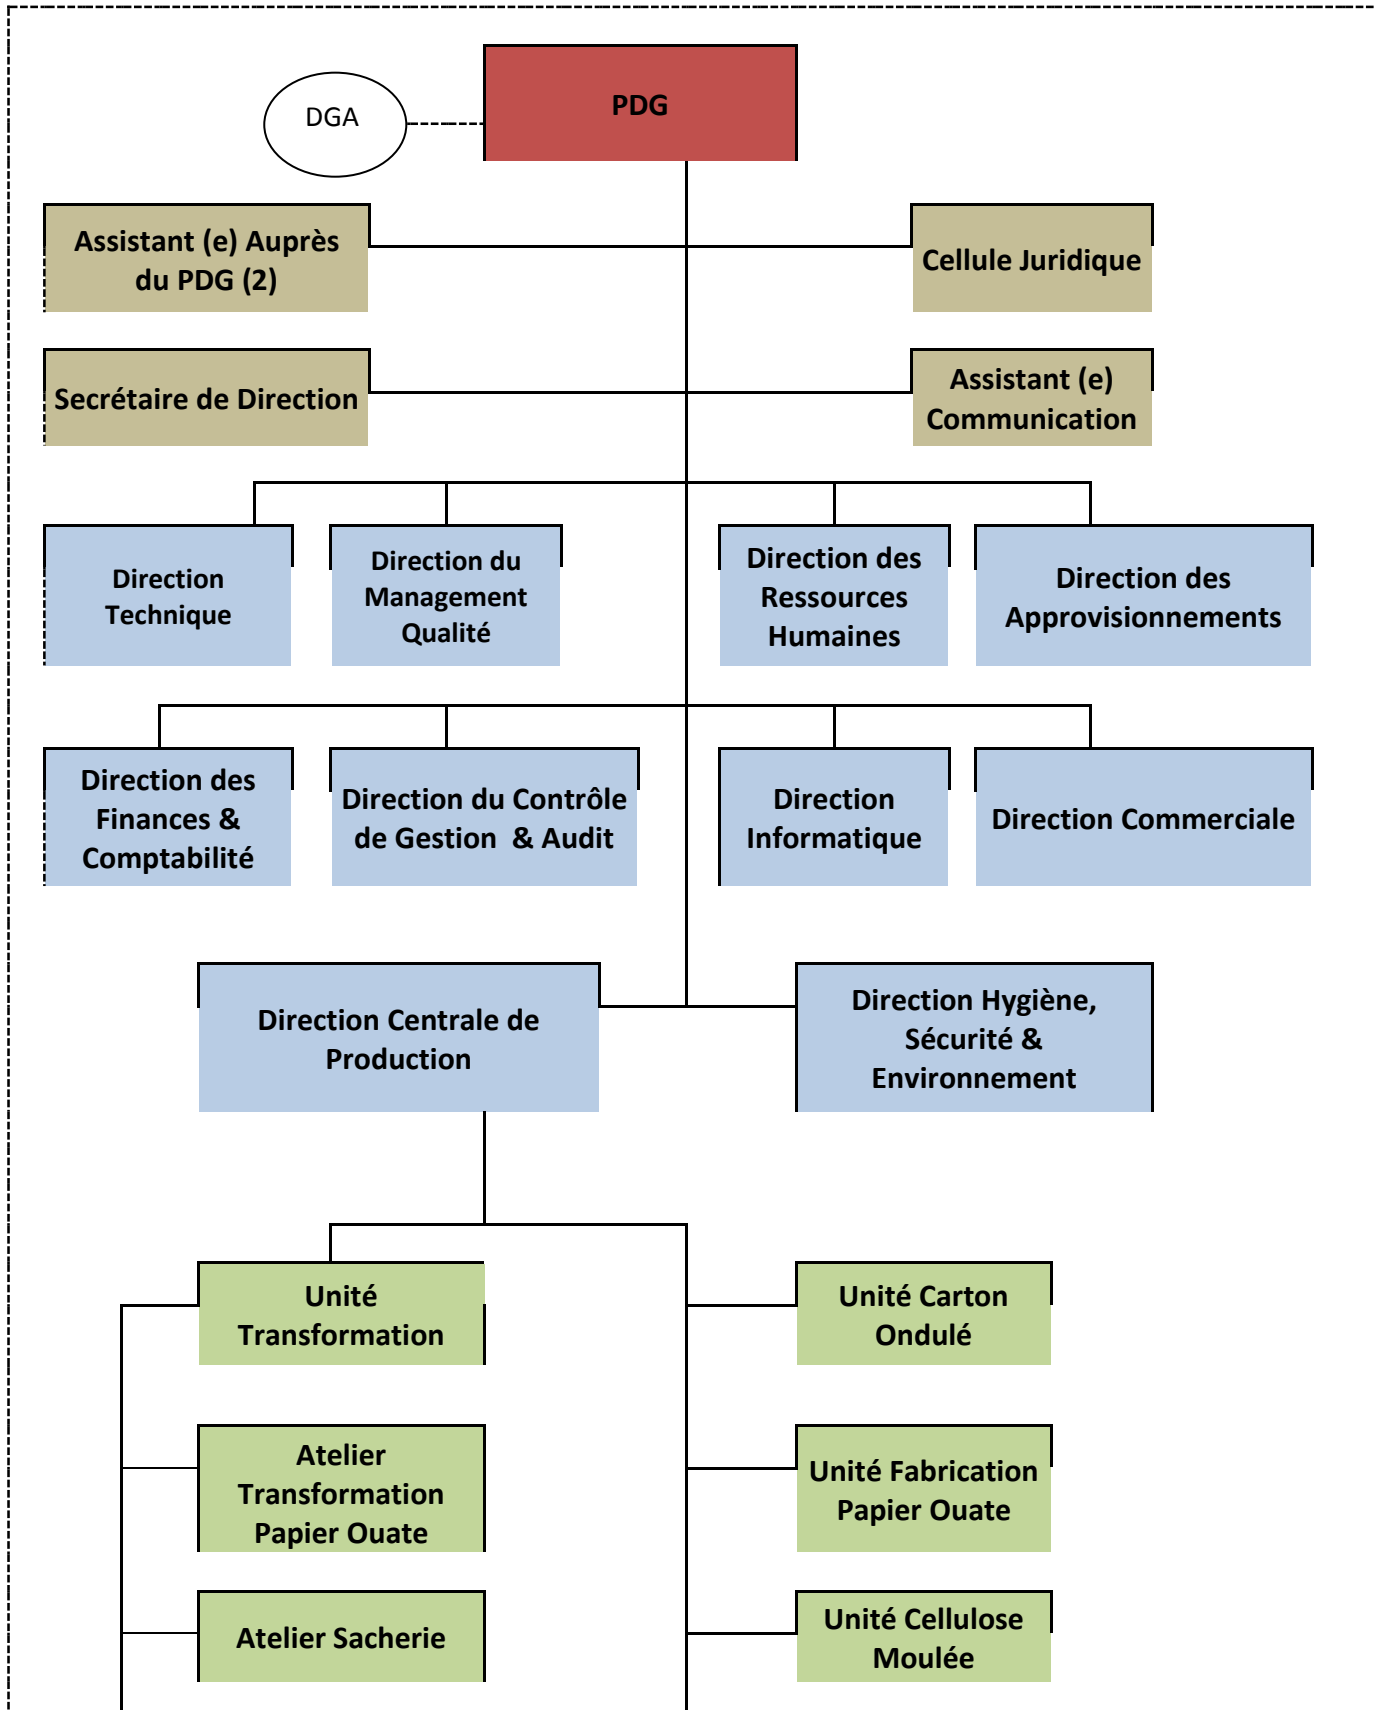 PDG
DGA
Assistant (e) Auprès
du PDG (2)
Cellule Juridique
Secrétaire de Direction
Assistant (e)
Communication
Direction
Technique
Direction du
Management
Qualité
Direction des
Ressources
Humaines
Direction des
Approvisionnements
Direction des
Finances &
Comptabilité
Direction du Contrôle
de Gestion  & Audit
Direction
Informatique
Direction Commerciale
Direction Centrale de
Production
Direction Hygiène,
Sécurité &
Environnement
Unité
Transformation
Unité Carton
Ondulé
Atelier
Transformation
Papier Ouate
Unité Fabrication
Papier Ouate
Atelier Sacherie
Unité Cellulose
Moulée